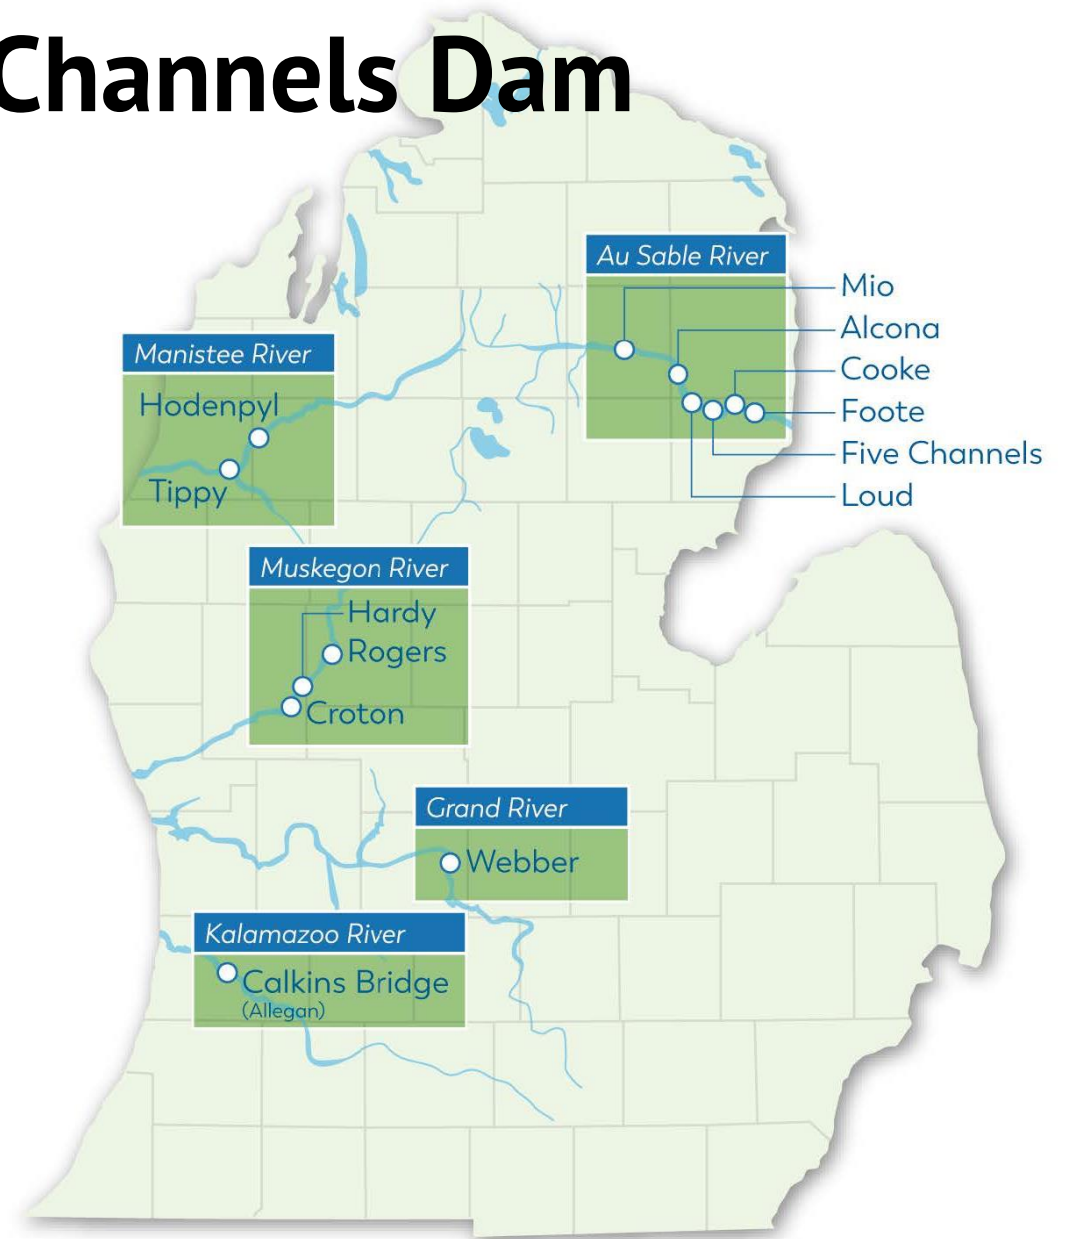 Channels Dam
Au Sable River
Mio
Alcona
Cooke
Foote
Five Channels
Loud
Manistee River
Hodenpyl
Tippy
Muskegon River
Hardy
Rogers
Croton
Grand River
Webber
Kalamazoo River
Calkins Bridge
(Allegan)